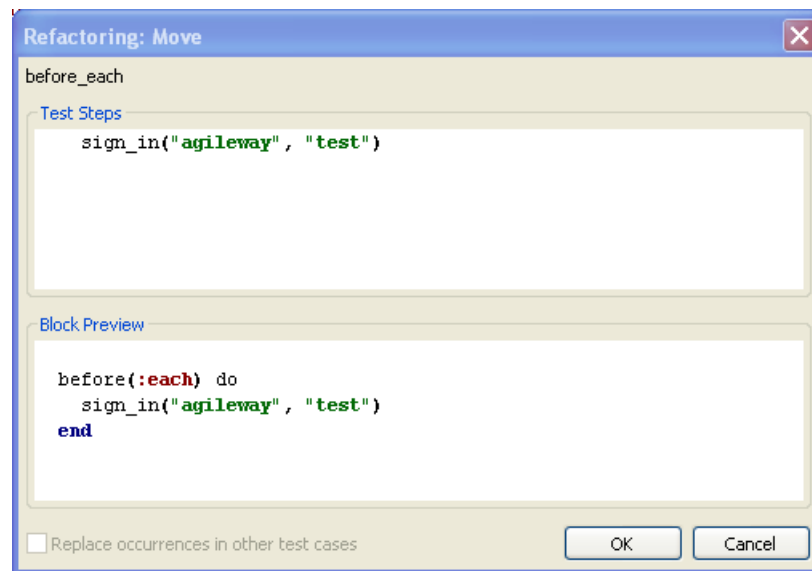 Refactoring: Move
before_each
Test Steps
sign_in("agileway", "test")
Block Preview
before(:each) do
sign_in("agileway", "test")
end
Replace occurrences in other test cases
OK
Cancel